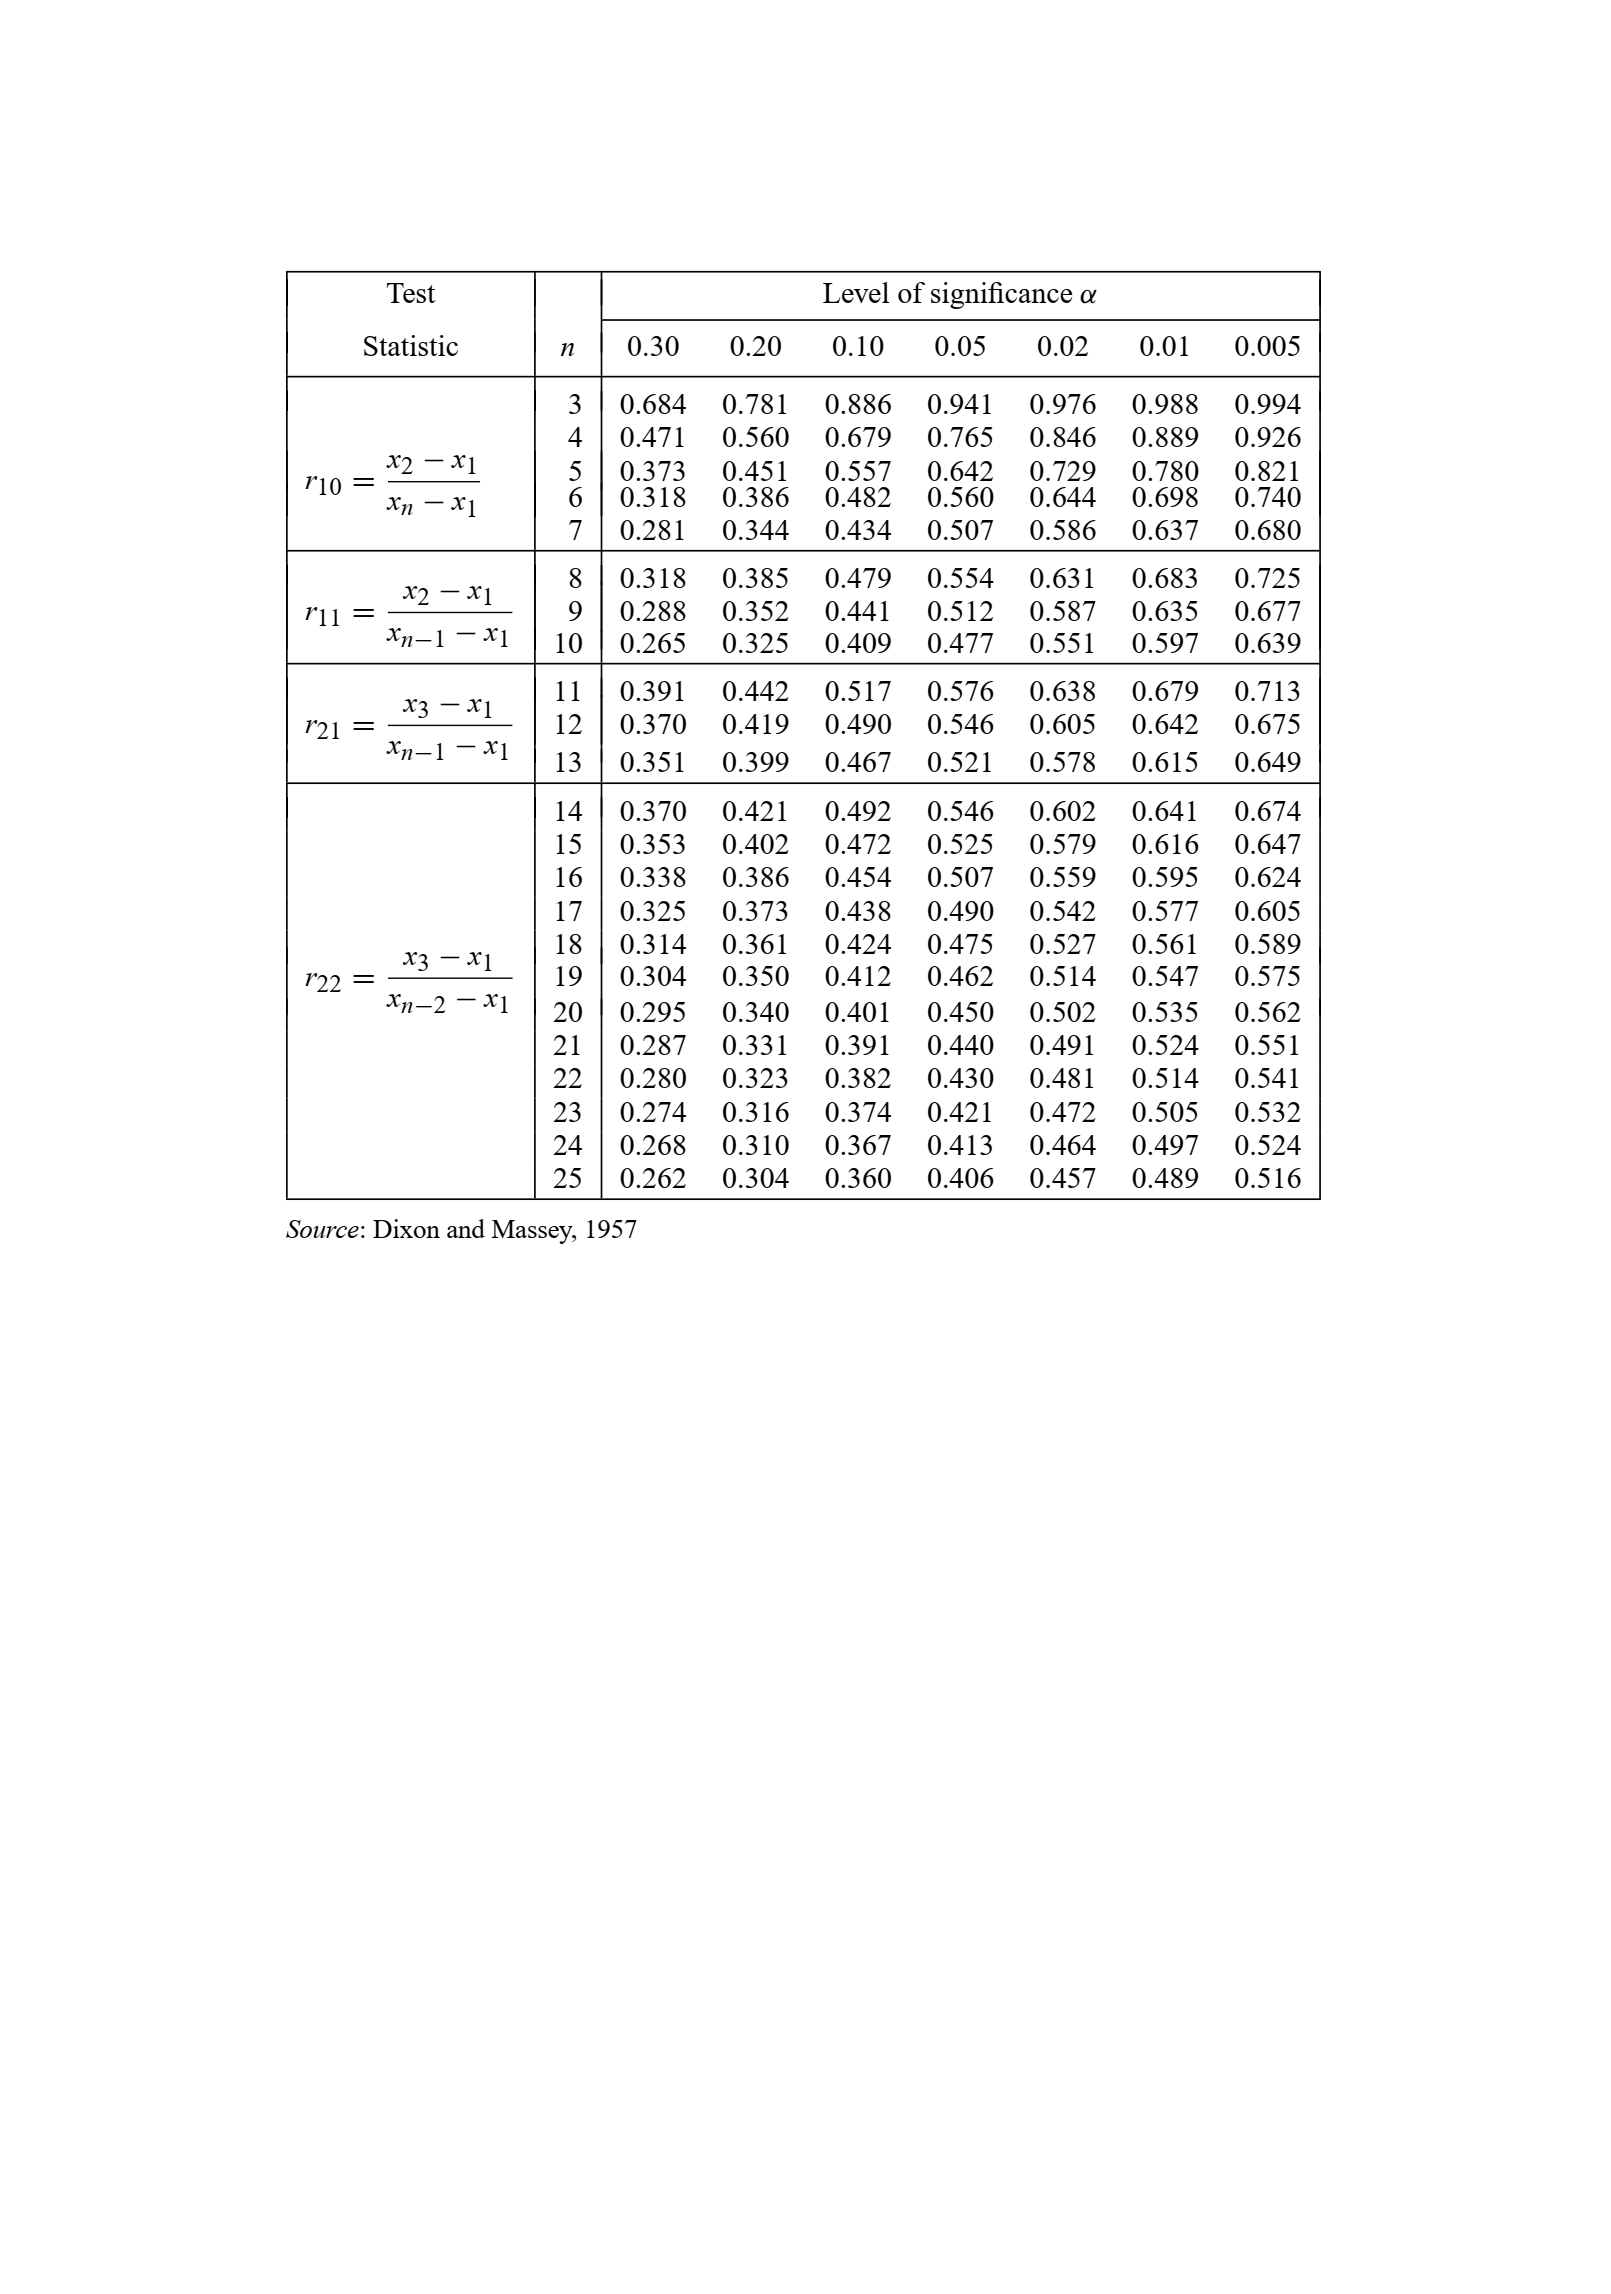 Test Level of significance α
Statistic n 0.30 0.20 0.10 0.05 0.02 0.01 0.005
3 0.684 0.781 0.886 0.941 0.976 0.988 0.994
4 0.471 0.560 0.679 0.765 0.846 0.889 0.926
r10 = (x2 − x1)/(xn − x1) 5 0.373 0.451 0.557 0.642 0.729 0.780 0.821
6 0.318 0.386 0.482 0.560 0.644 0.698 0.740
7 0.281 0.344 0.434 0.507 0.586 0.637 0.680
8 0.318 0.385 0.479 0.554 0.631 0.683 0.725
r11 = (x2 − x1)/(xn−1 − x1) 9 0.288 0.352 0.441 0.512 0.587 0.635 0.677
10 0.265 0.325 0.409 0.477 0.551 0.597 0.639
11 0.391 0.442 0.517 0.576 0.638 0.679 0.713
r21 = (x3 − x1)/(xn−1 − x1) 12 0.370 0.419 0.490 0.546 0.605 0.642 0.675
13 0.351 0.399 0.467 0.521 0.578 0.615 0.649
14 0.370 0.421 0.492 0.546 0.602 0.641 0.674
15 0.353 0.402 0.472 0.525 0.579 0.616 0.647
16 0.338 0.386 0.454 0.507 0.559 0.595 0.624
17 0.325 0.373 0.438 0.490 0.542 0.577 0.605
18 0.314 0.361 0.424 0.475 0.527 0.561 0.589
r22 = (x3 − x1)/(xn−2 − x1) 19 0.304 0.350 0.412 0.462 0.514 0.547 0.575
20 0.295 0.340 0.401 0.450 0.502 0.535 0.562
21 0.287 0.331 0.391 0.440 0.491 0.524 0.551
22 0.280 0.323 0.382 0.430 0.481 0.514 0.541
23 0.274 0.316 0.374 0.421 0.472 0.505 0.532
24 0.268 0.310 0.367 0.413 0.464 0.497 0.524
25 0.262 0.304 0.360 0.406 0.457 0.489 0.516
Source: Dixon and Massey, 1957